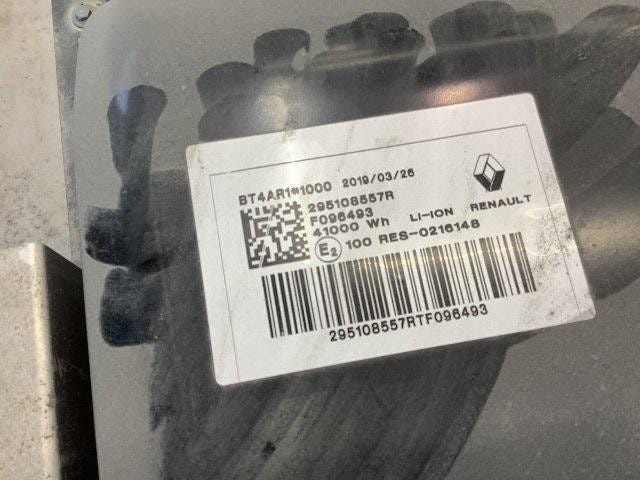 BT4AR1*1000 2019/03/26
295108557R
F096493
41000 Wh LI-ION RENAULT
E2 100 RES-0216148
295108557RTF096493